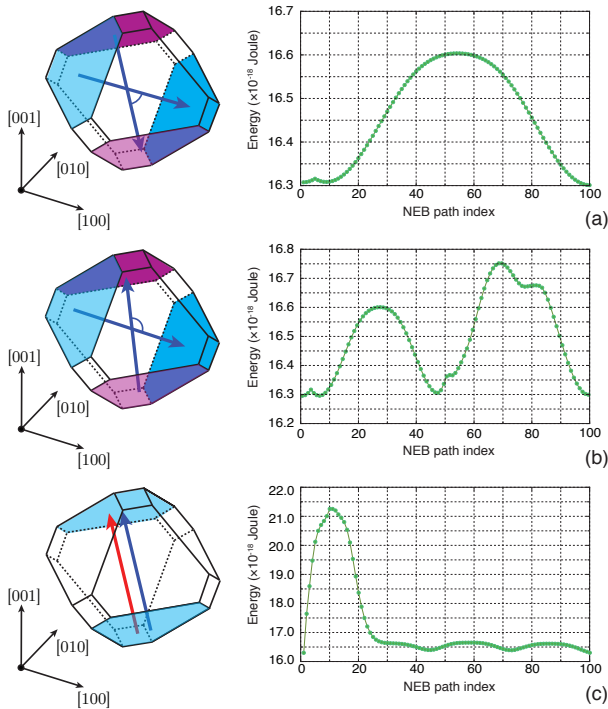 [001]
[010]
[100]
Energy (×10⁻¹⁸ Joule)
16.7
16.6
16.5
16.4
16.3
0 20 40 60 80 100
NEB path index
(a)
[001]
[010]
[100]
Energy (×10⁻¹⁸ Joule)
16.8
16.7
16.6
16.5
16.4
16.3
16.2
0 20 40 60 80 100
NEB path index
(b)
[001]
[010]
[100]
Energy (×10⁻¹⁸ Joule)
22.0
21.0
20.0
19.0
18.0
17.0
16.0
0 20 40 60 80 100
NEB path index
(c)